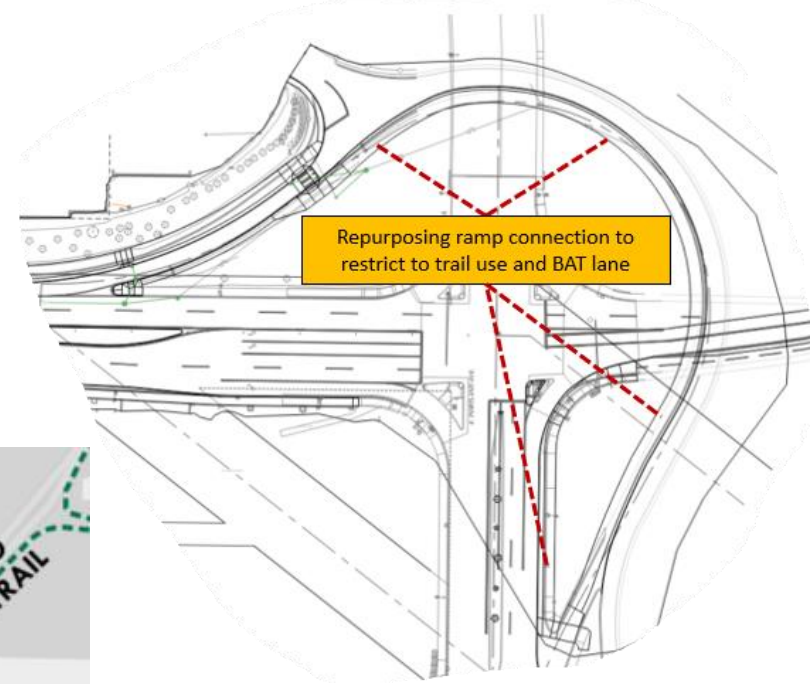 Repurposing ramp connection to
restrict to trail use and BAT lane
TRAIL